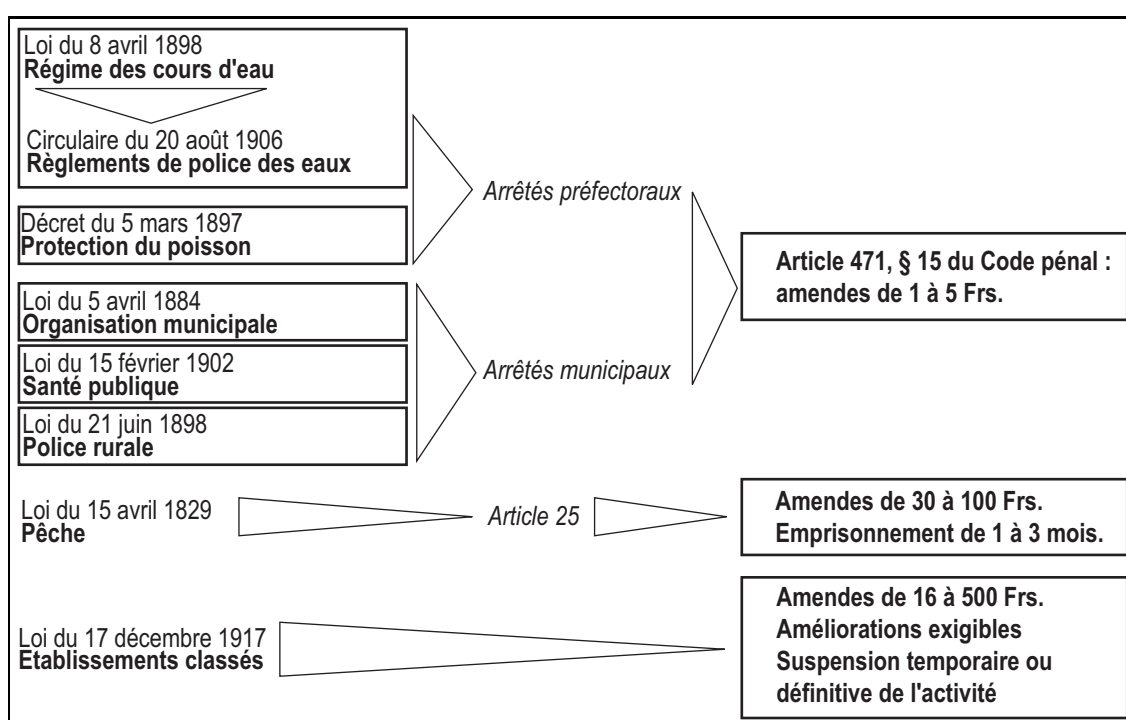 Loi du 8 avril 1898
Régime des cours d'eau
Circulaire du 20 août 1906
Règlements de police des eaux
Décret du 5 mars 1897
Protection du poisson
Arrêtés préfectoraux
Loi du 5 avril 1884
Organisation municipale
Loi du 15 février 1902
Santé publique
Loi du 21 juin 1898
Police rurale
Arrêtés municipaux
Article 471, § 15 du Code pénal :
amendes de 1 à 5 Frs.
Loi du 15 avril 1829
Pêche
Article 25
Amendes de 30 à 100 Frs.
Emprisonnement de 1 à 3 mois.
Loi du 17 décembre 1917
Etablissements classés
Amendes de 16 à 500 Frs.
Améliorations exigibles
Suspension temporaire ou
définitive de l'activité